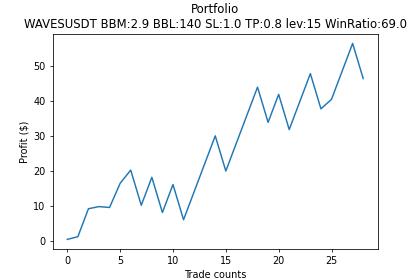 Portfolio
WAVESUSDT BBM:2.9 BBL:140 SL:1.0 TP:0.8 lev:15 WinRatio:69.0
50
40
30
20
10
0
Profit ($)
0 5 10 15 20 25
Trade counts